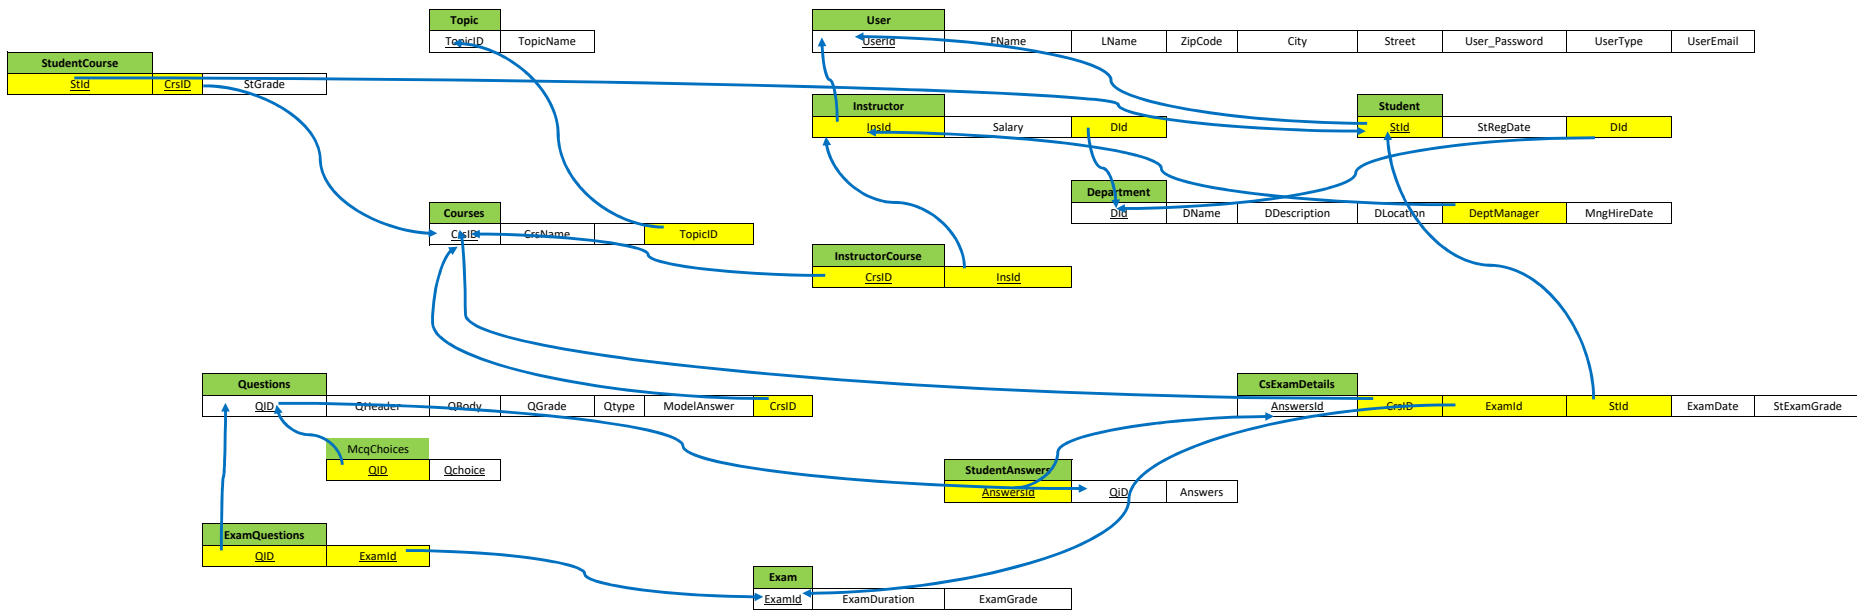 Topic
TopicID TopicName
User
UserId FName LName ZipCode City Street User_Password UserType UserEmail
StudentCourse
StId CrsID StGrade
Instructor
InsId Salary DId
Student
StId StRegDate DId
Department
DId DName DDescription DLocation DeptManager MngHireDate
Courses
CrsID CrsName TopicID
InstructorCourse
CrsID InsId
Questions
QID QHeader QBody QGrade Qtype ModelAnswer CrsID
CsExamDetails
AnswersId CrsID ExamId StId ExamDate StExamGrade
McqChoices
QID Qchoice
StudentAnswers
AnswersId QiD Answers
ExamQuestions
QID ExamId
Exam
ExamId ExamDuration ExamGrade